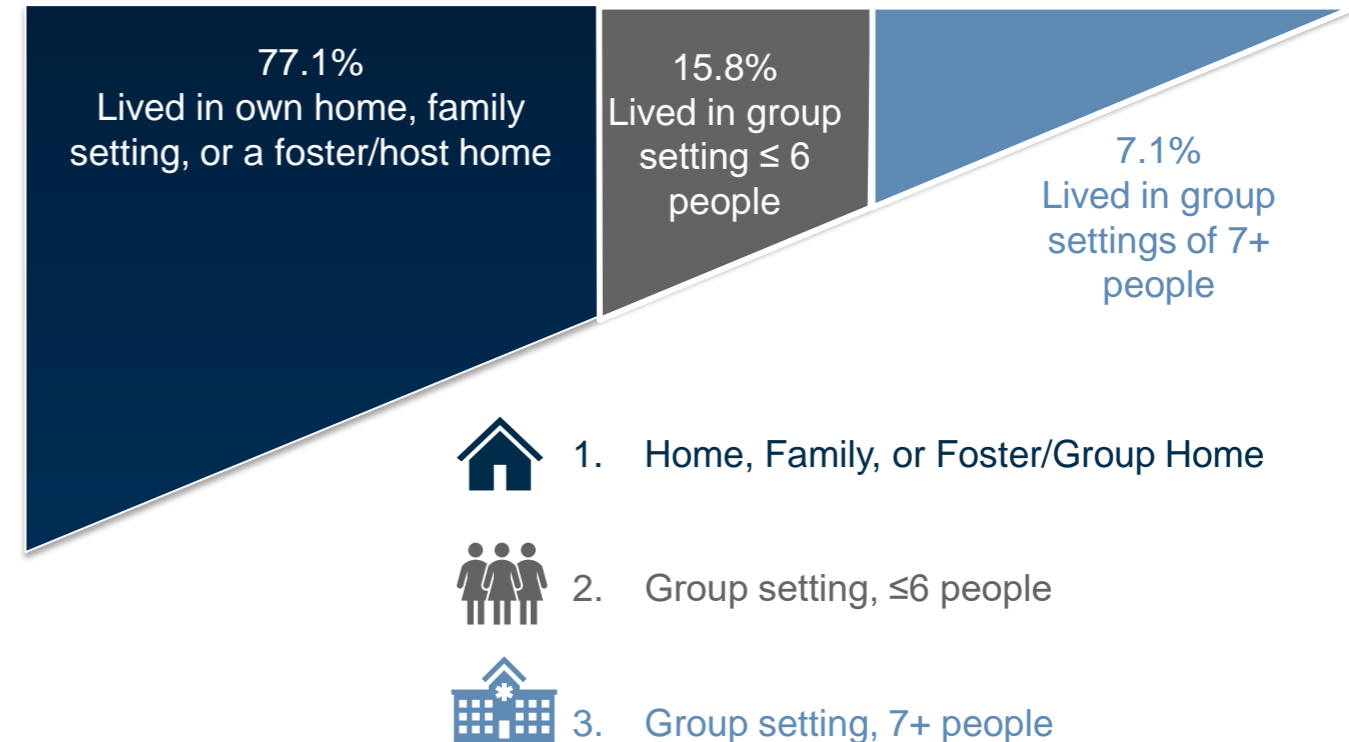 77.1%
Lived in own home, family
setting, or a foster/host home
15.8%
Lived in group
setting ≤ 6
people
7.1%
Lived in group
settings of 7+
people
1. Home, Family, or Foster/Group Home
2. Group setting, ≤6 people
3. Group setting, 7+ people